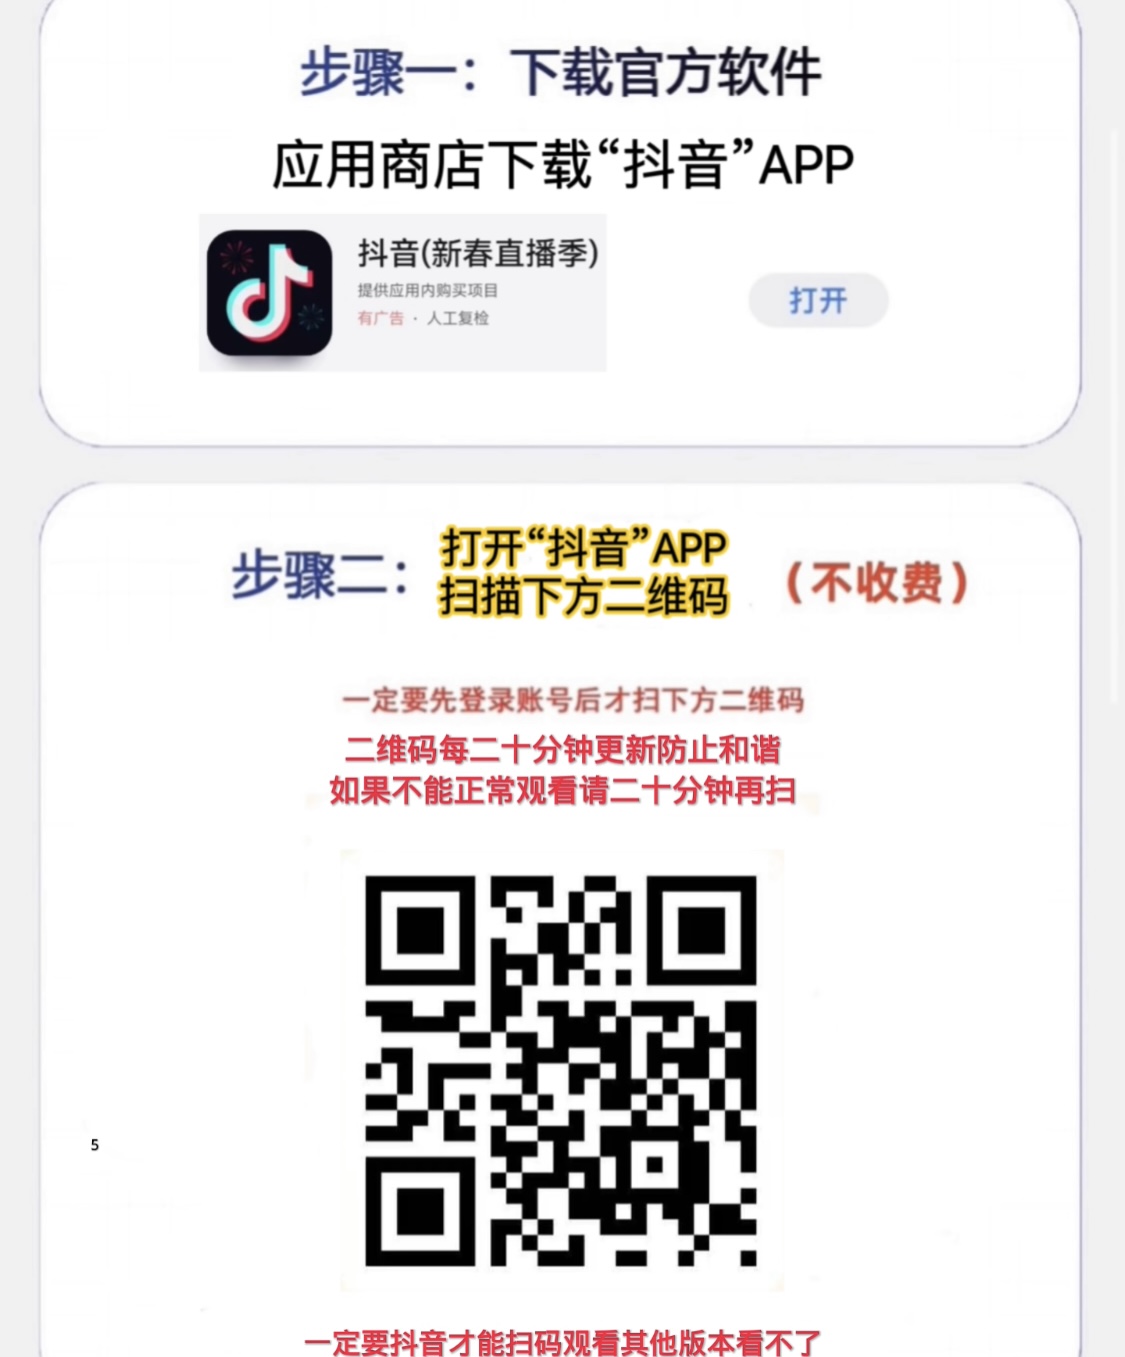 步骤一：下载官方软件
应用商店下载“抖音”APP
抖音(新春直播季)
提供应用内购买项目
有广告 · 人工复检
打开
步骤二：
打开“抖音”APP
扫描下方二维码
（不收费）
一定要先登录账号后才扫下方二维码
二维码每二十分钟更新防止和谐
如果不能正常观看请二十分钟再扫
5
一定要抖音才能扫码观看其他版本看不了